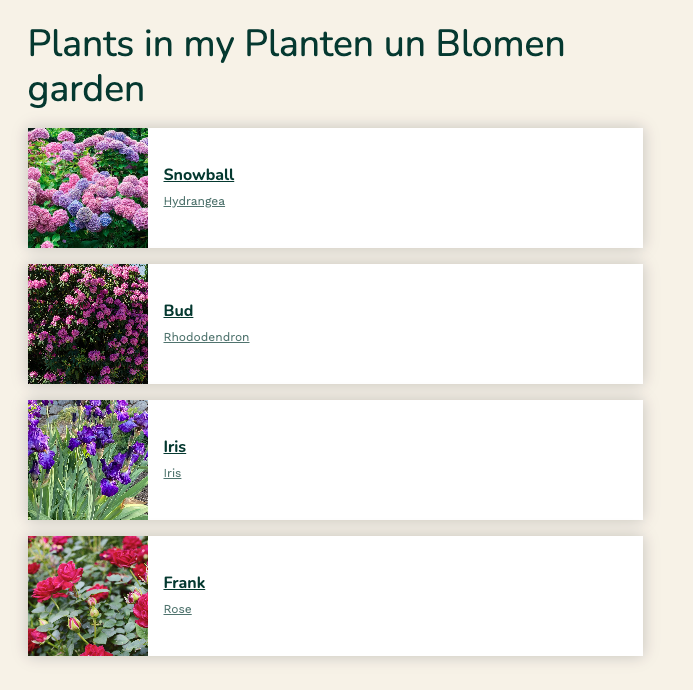 Plants in my Planten un Blomen
garden
Snowball
Hydrangea
Bud
Rhododendron
Iris
Iris
Frank
Rose